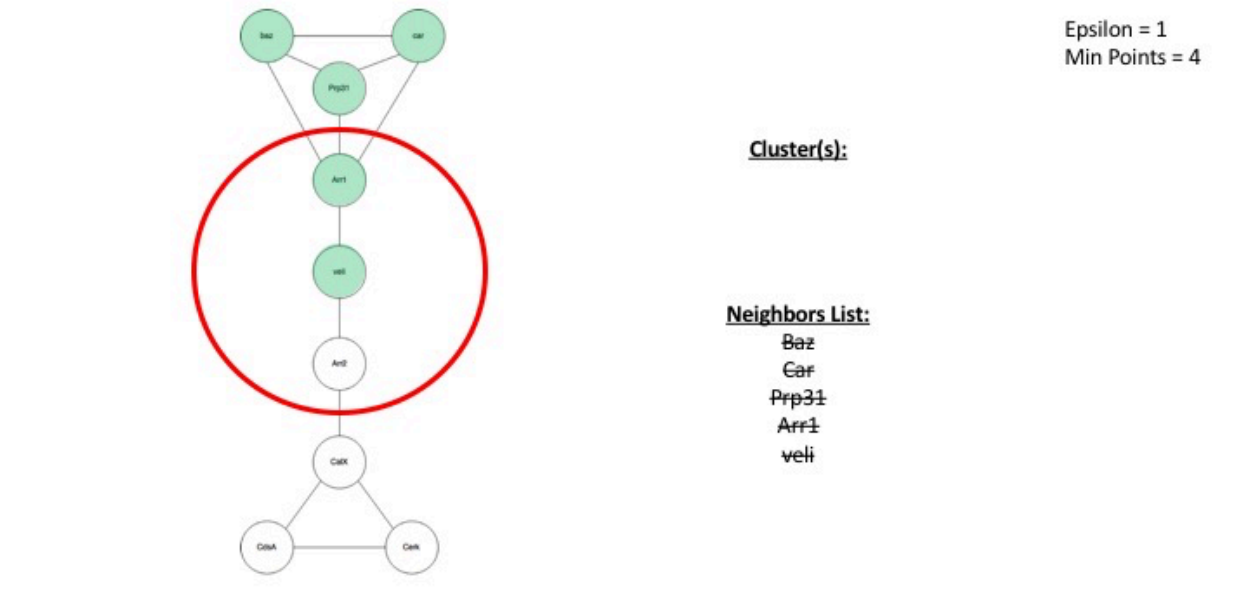 baz
car
Prp31
Arr1
veli
Arr2
CalX
CdsA
Cerk
Epsilon = 1
Min Points = 4
Cluster(s):
Neighbors List:
Baz
Car
Prp31
Arr1
veli